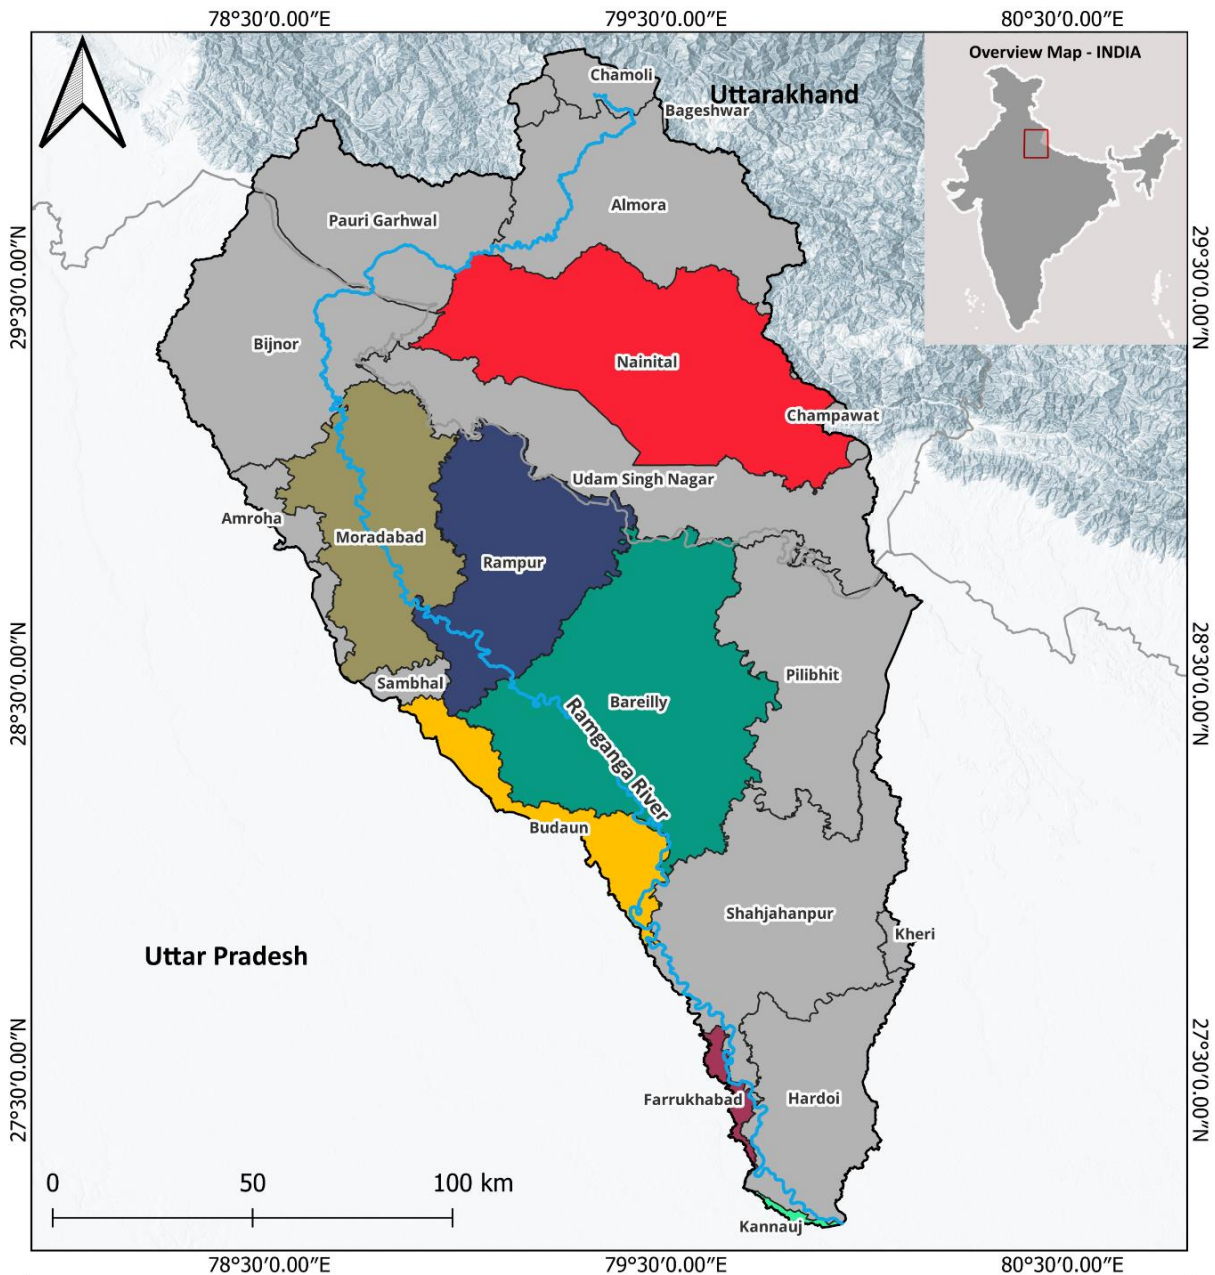 78°30′0.00″E
79°30′0.00″E
80°30′0.00″E
Overview Map - INDIA
Chamoli
Uttarakhand
Bageshwar
Almora
Pauri Garhwal
29°30′0.00″N
29°30′0.00″N
Bijnor
Nainital
Champawat
Udam Singh Nagar
Amroha
Moradabad
Rampur
28°30′0.00″N
28°30′0.00″N
Pilibhit
Sambhal
Bareilly
Ramganga River
Budaun
Shahjahanpur
Kheri
Uttar Pradesh
27°30′0.00″N
27°30′0.00″N
Farrukhabad
Hardoi
0 50 100 km
Kannauj
78°30′0.00″E
79°30′0.00″E
80°30′0.00″E